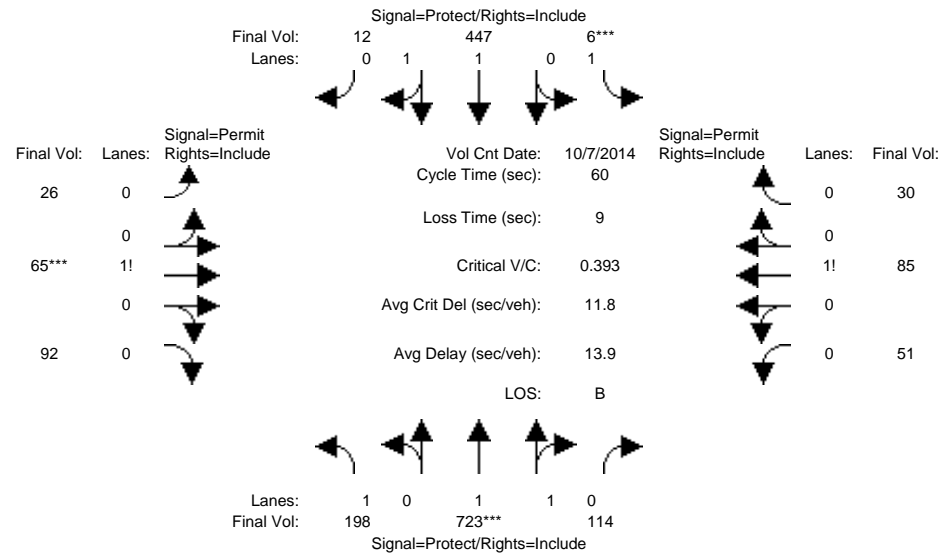 Signal=Protect/Rights=Include
Final Vol: 12 447 6***
Lanes: 0 1 1 0 1
Signal=Permit Signal=Permit
Final Vol: Lanes: Rights=Include Vol Cnt Date: 10/7/2014 Rights=Include Lanes: Final Vol:
Cycle Time (sec): 60
26 0 0 30
Loss Time (sec): 9
0 0
65*** 1! Critical V/C: 0.393 1! 85
0 Avg Crit Del (sec/veh): 11.8 0
92 0 Avg Delay (sec/veh): 13.9 0 51
LOS: B
Lanes: 1 0 1 1 0
Final Vol: 198 723*** 114
Signal=Protect/Rights=Include